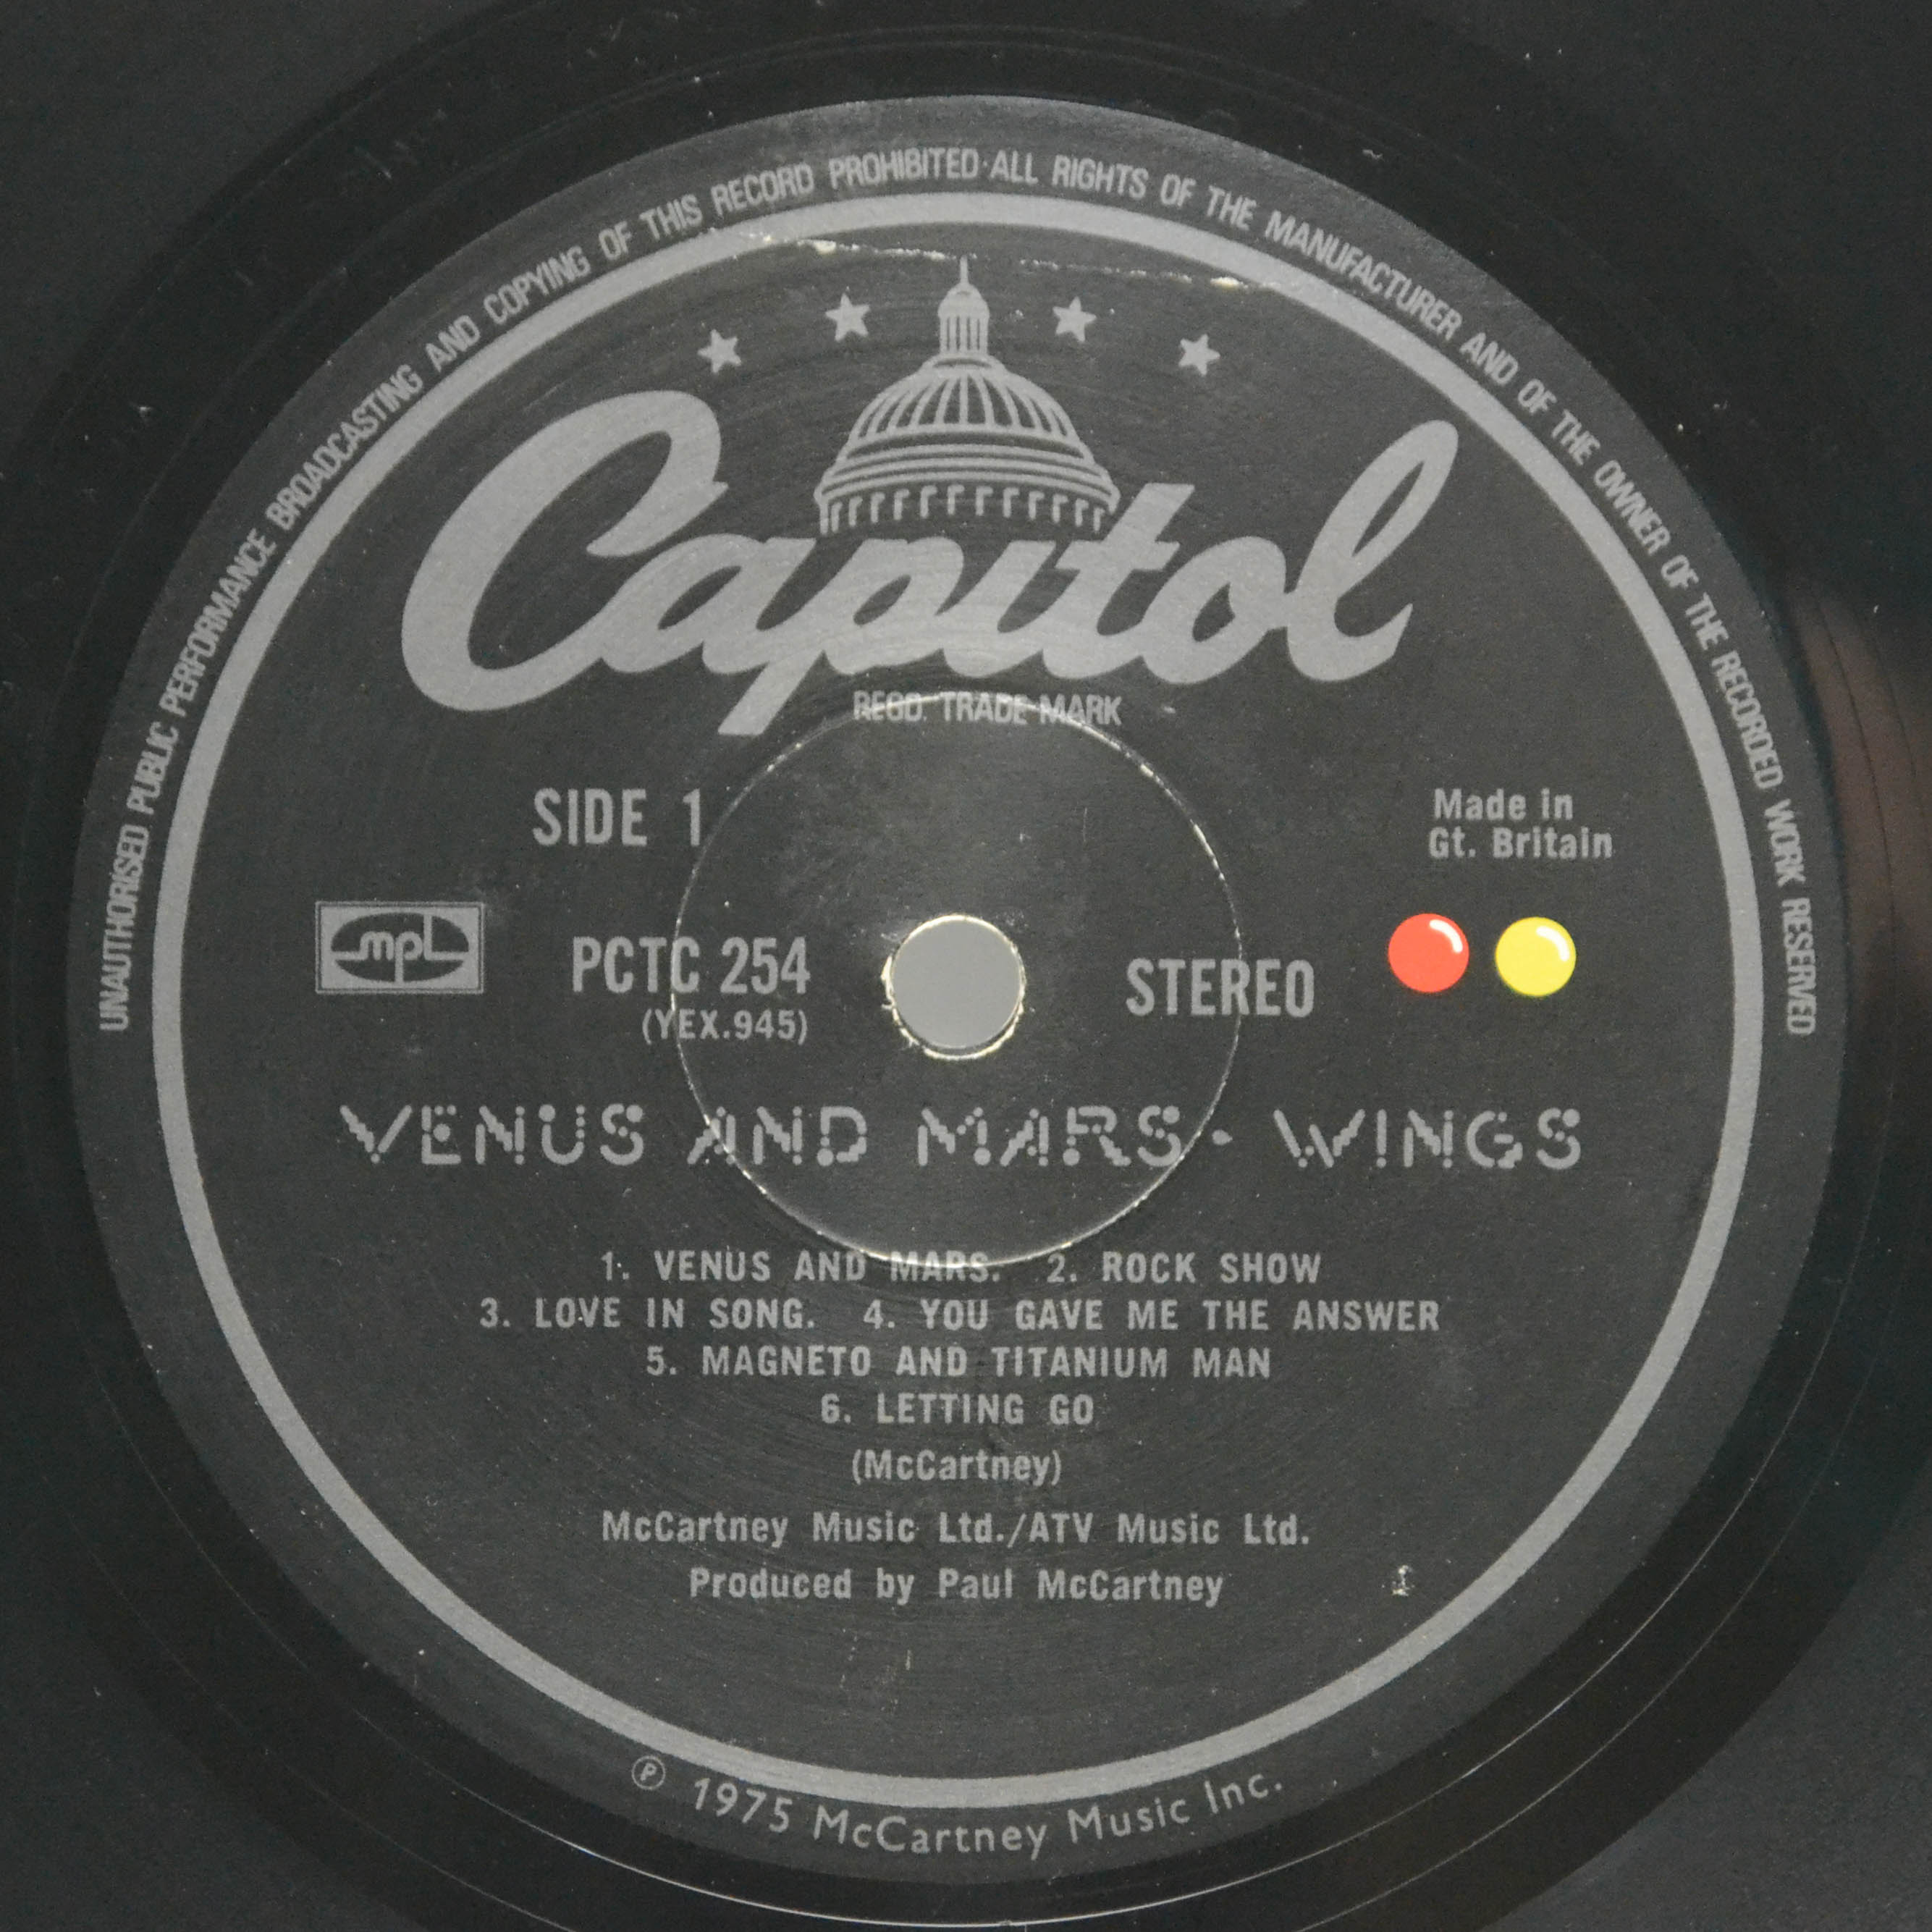 UNAUTHORISED PUBLIC PERFORMANCE BROADCASTING AND COPYING OF THIS RECORD PROHIBITED·ALL RIGHTS OF THE MANUFACTURER AND OF THE OWNER OF THE RECORDED WORK RESERVED
Capitol
REGD. TRADE MARK
SIDE 1
Made in
Gt. Britain
mpl
PCTC 254
(YEX.945)
STEREO
VENUS AND MARS · WINGS
1. VENUS AND MARS. 2. ROCK SHOW
3. LOVE IN SONG. 4. YOU GAVE ME THE ANSWER
5. MAGNETO AND TITANIUM MAN
6. LETTING GO
(McCartney)
McCartney Music Ltd./ATV Music Ltd.
Produced by Paul McCartney
℗ 1975 McCartney Music Inc.